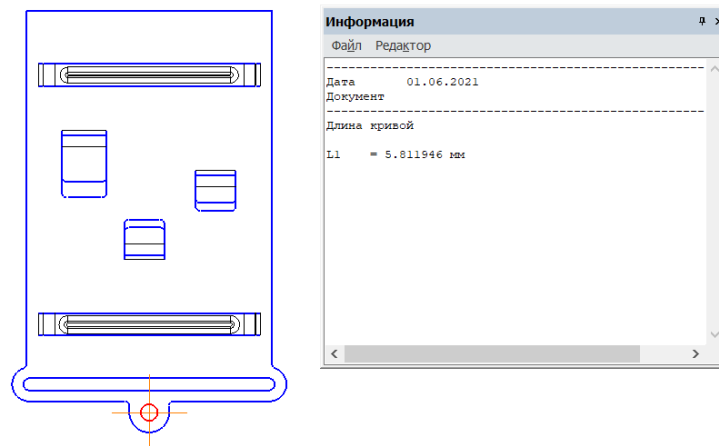 Информация
Файл Редактор
Дата 01.06.2021
Документ
Длина кривой
L1 = 5.811946 мм